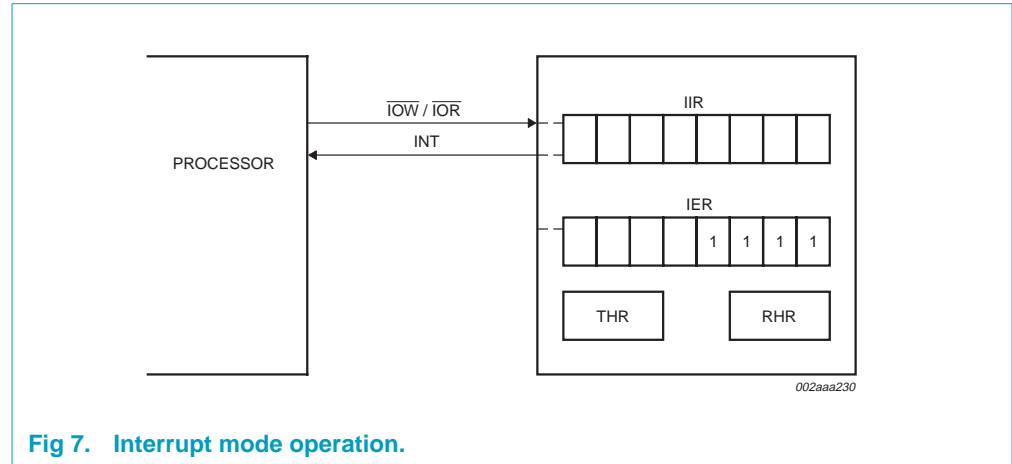 IIR
IOW / IOR
INT
PROCESSOR
IER
1 1 1 1
THR RHR
002aaa230
Fig 7. Interrupt mode operation.